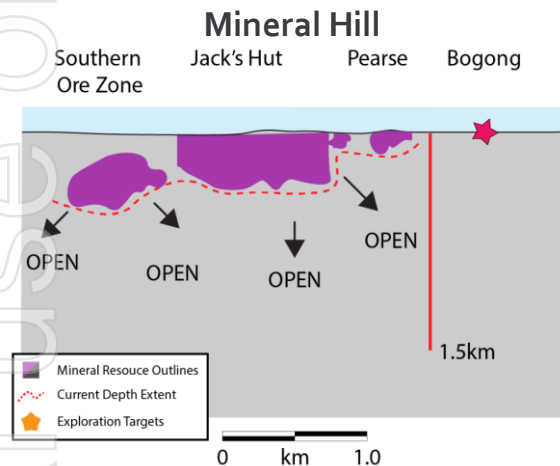 Mineral Hill
Southern
Ore Zone
Jack's Hut
Pearse
Bogong
OPEN
OPEN
OPEN
OPEN
1.5km
Mineral Resouce Outlines
Current Depth Extent
Exploration Targets
0 km 1.0
use o